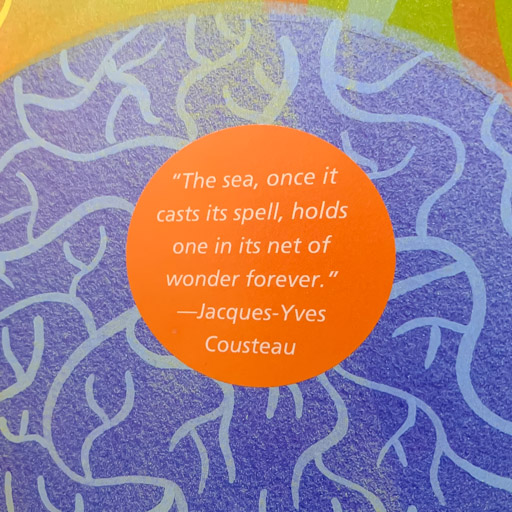 “The sea, once it
casts its spell, holds
one in its net of
wonder forever.”
—Jacques-Yves
Cousteau